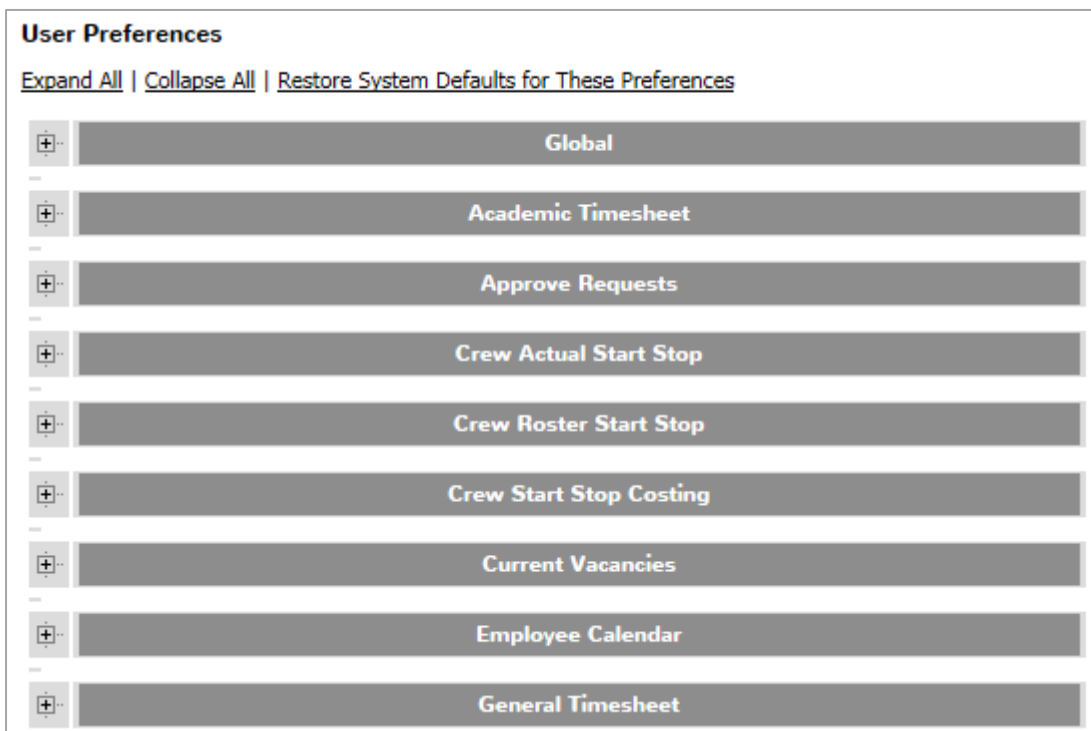 User Preferences
Expand All | Collapse All | Restore System Defaults for These Preferences
Global
Academic Timesheet
Approve Requests
Crew Actual Start Stop
Crew Roster Start Stop
Crew Start Stop Costing
Current Vacancies
Employee Calendar
General Timesheet